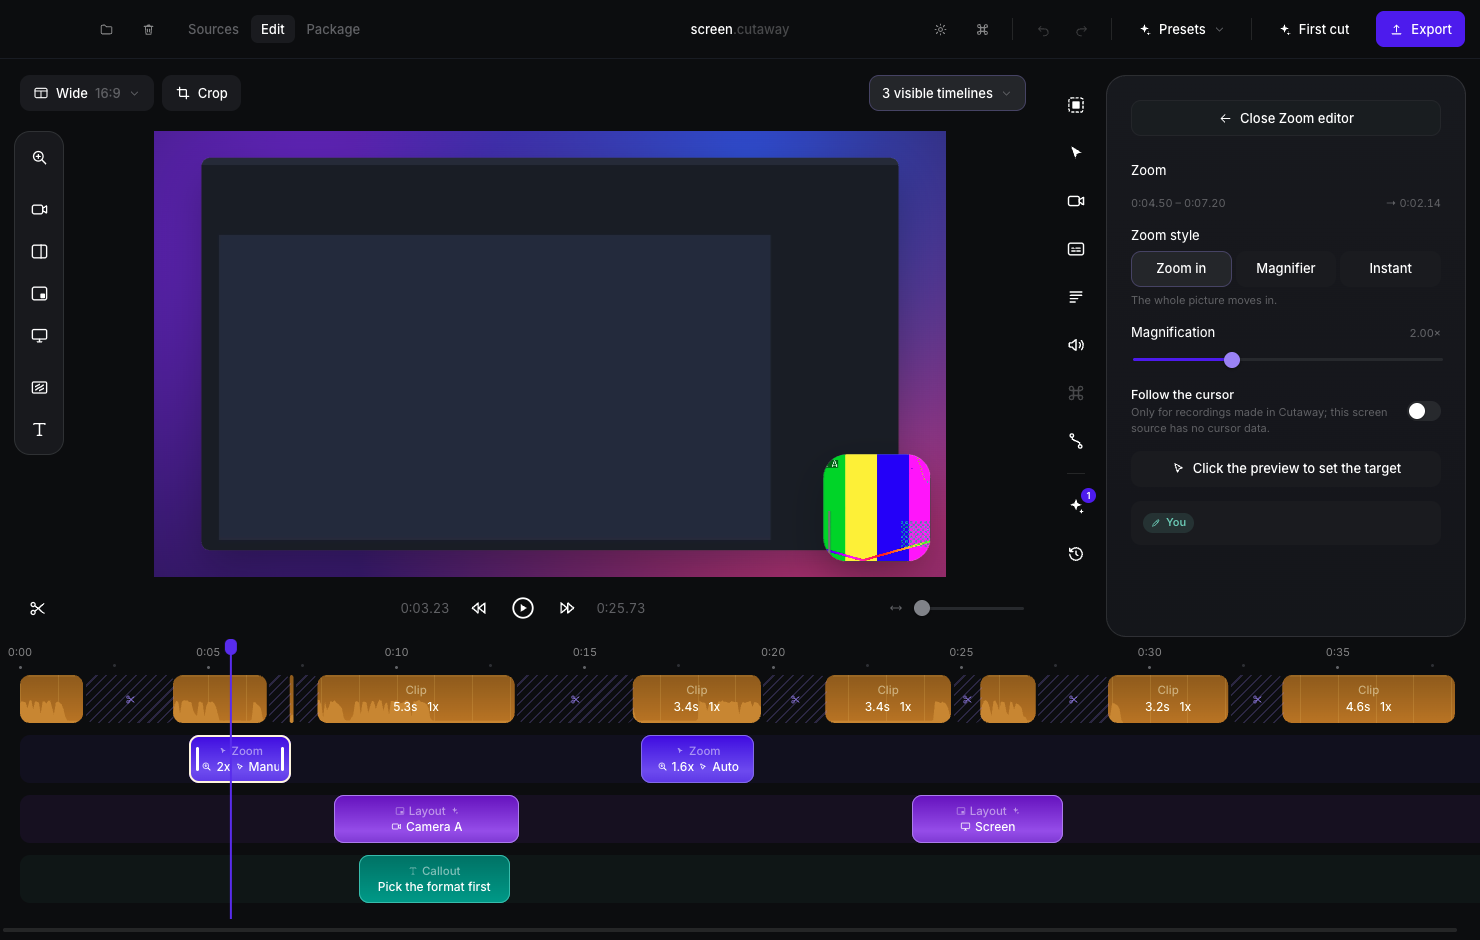 Sources Edit Package
screen.cutaway
Presets
First cut
Export
Wide 16:9
Crop
3 visible timelines
Close Zoom editor
Zoom
0:04.50 – 0:07.20 → 0:02.14
Zoom style
Zoom in Magnifier Instant
The whole picture moves in.
Magnification 2.00×
Follow the cursor
Only for recordings made in Cutaway; this screen
source has no cursor data.
Click the preview to set the target
You
1
A
0:03.23 0:25.73
0:00 0:05 0:10 0:15 0:20 0:25 0:30 0:35
Clip Clip Clip Clip Clip
5.3s 1x 3.4s 1x 3.4s 1x 3.2s 1x 4.6s 1x
Zoom Zoom
2x Manu 1.6x Auto
Layout Layout
Camera A Screen
Callout
Pick the format first